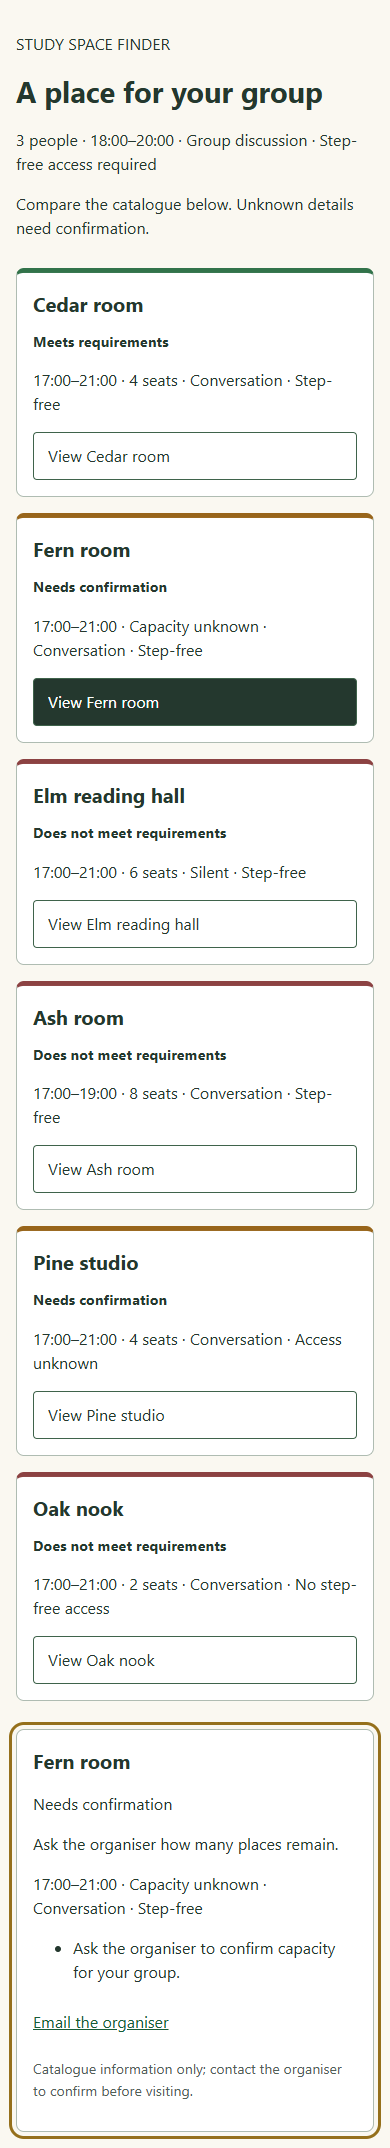 STUDY SPACE FINDER
A place for your group
3 people · 18:00–20:00 · Group discussion · Step-
free access required
Compare the catalogue below. Unknown details
need confirmation.
Cedar room
Meets requirements
17:00–21:00 · 4 seats · Conversation · Step-
free
View Cedar room
Fern room
Needs confirmation
17:00–21:00 · Capacity unknown ·
Conversation · Step-free
View Fern room
Elm reading hall
Does not meet requirements
17:00–21:00 · 6 seats · Silent · Step-free
View Elm reading hall
Ash room
Does not meet requirements
17:00–19:00 · 8 seats · Conversation · Step-
free
View Ash room
Pine studio
Needs confirmation
17:00–21:00 · 4 seats · Conversation · Access
unknown
View Pine studio
Oak nook
Does not meet requirements
17:00–21:00 · 2 seats · Conversation · No step-
free access
View Oak nook
Fern room
Needs confirmation
Ask the organiser how many places remain.
17:00–21:00 · Capacity unknown ·
Conversation · Step-free
• Ask the organiser to confirm capacity
for your group.
Email the organiser
Catalogue information only; contact the organiser
to confirm before visiting.